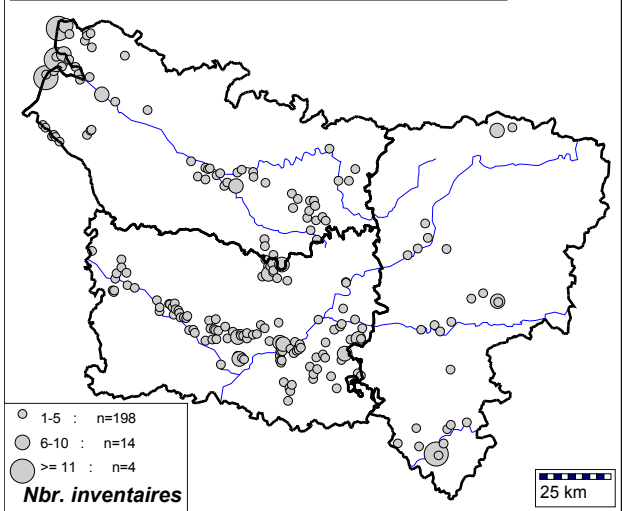 1-5 : n=198
6-10 : n=14
>= 11 : n=4
Nbr. inventaires
25 km